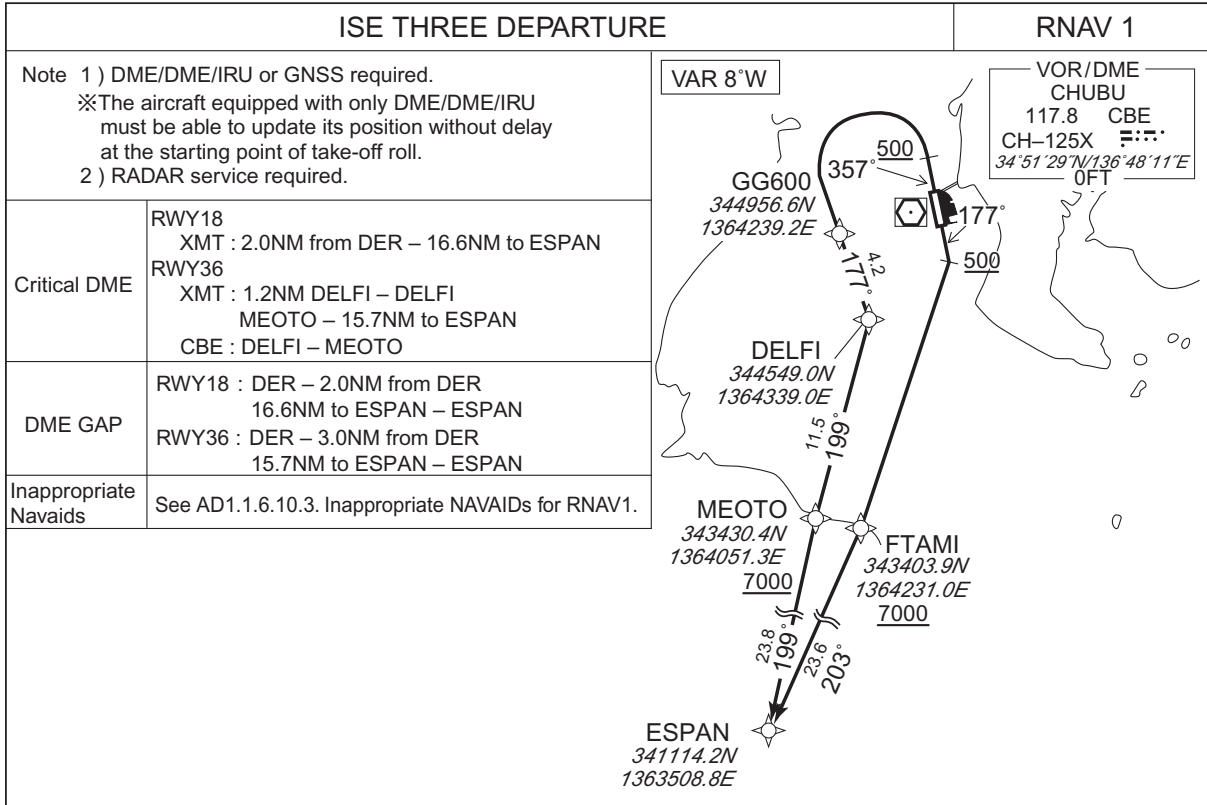 ISE THREE DEPARTURE
RNAV 1
Note 1 ) DME/DME/IRU or GNSS required.
※The aircraft equipped with only DME/DME/IRU
must be able to update its position without delay
at the starting point of take-off roll.
2 ) RADAR service required.
Critical DME
RWY18
XMT : 2.0NM from DER – 16.6NM to ESPAN
RWY36
XMT : 1.2NM DELFI – DELFI
MEOTO – 15.7NM to ESPAN
CBE : DELFI – MEOTO
DME GAP
RWY18 : DER – 2.0NM from DER
16.6NM to ESPAN – ESPAN
RWY36 : DER – 3.0NM from DER
15.7NM to ESPAN – ESPAN
Inappropriate
Navaids
See AD1.1.6.10.3. Inappropriate NAVAIDs for RNAV1.
VAR 8°W
VOR/DME
CHUBU
117.8 CBE
CH–125X
34°51´29˝N/136°48´11˝E
0FT
500
357°
GG600
344956.6N
1364239.2E
177°
500
4.2
177°
DELFI
344549.0N
1364339.0E
11.5
199°
MEOTO
343430.4N
1364051.3E
7000
FTAMI
343403.9N
1364231.0E
7000
23.8
199°
23.6
203°
ESPAN
341114.2N
1363508.8E